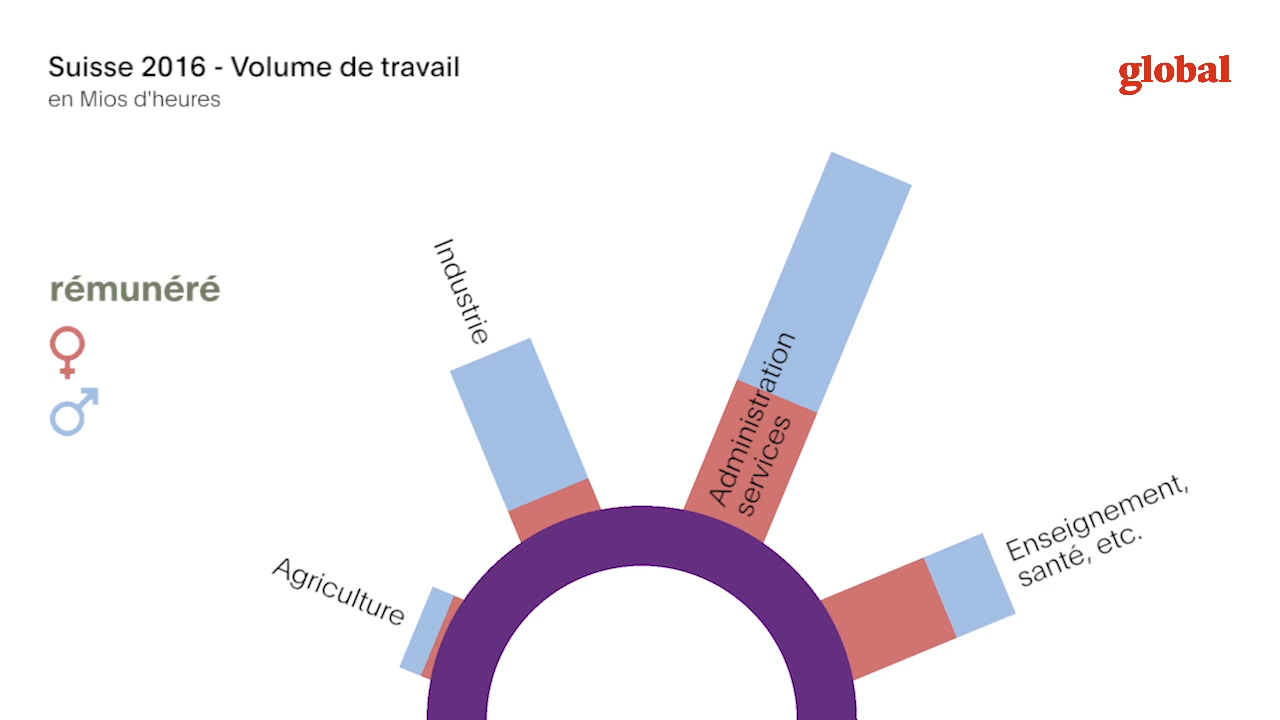 Suisse 2016 - Volume de travail
en Mios d'heures
global
rémunéré
Industrie
Administration
services
Enseignement,
santé, etc.
Agriculture